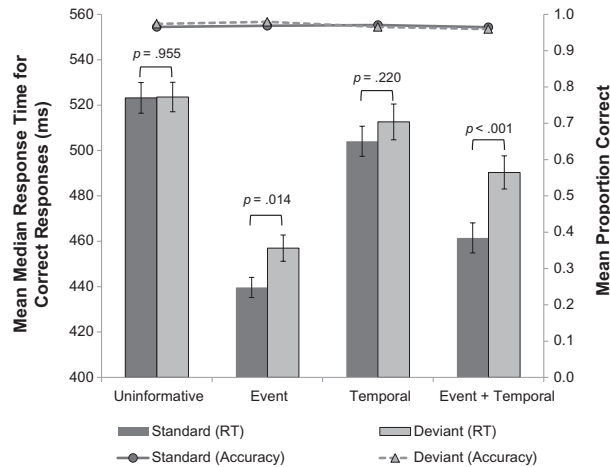 Mean Median Response Time for
Correct Responses (ms)
560
540
520
500
480
460
440
420
400
p = .955
p = .014
p = .220
p < .001
1.0
0.9
0.8
0.7
0.6
0.5
0.4
0.3
0.2
0.1
0.0
Mean Proportion Correct
Uninformative Event Temporal Event + Temporal
Standard (RT) Deviant (RT)
Standard (Accuracy) Deviant (Accuracy)